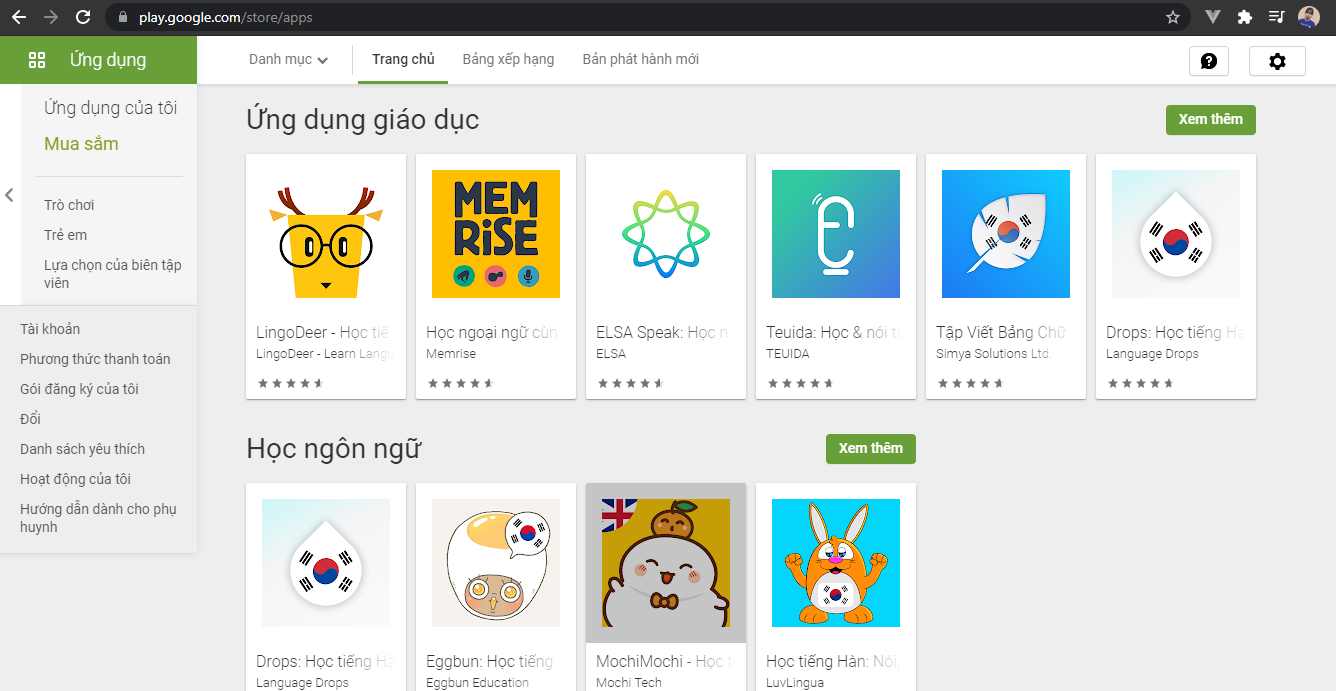 play.google.com/store/apps
Ứng dụng
Danh mục
Trang chủ
Bảng xếp hạng
Bản phát hành mới
Ứng dụng của tôi
Mua sắm
Trò chơi
Trẻ em
Lựa chọn của biên tập
viên
Tài khoản
Phương thức thanh toán
Gói đăng ký của tôi
Đổi
Danh sách yêu thích
Hoạt động của tôi
Hướng dẫn dành cho phụ
huynh
Ứng dụng giáo dục
Xem thêm
MEM
RiSE
LingoDeer - Học tiế
LingoDeer - Learn Langu
Học ngoại ngữ cùn
Memrise
ELSA Speak: Học n
ELSA
Teuida: Học & nói ti
TEUIDA
Tập Viết Bảng Chữ
Simya Solutions Ltd.
Drops: Học tiếng Hà
Language Drops
Học ngôn ngữ
Xem thêm
Drops: Học tiếng Hà
Language Drops
Eggbun: Học tiếng
Eggbun Education
MochiMochi - Học t
Mochi Tech
Học tiếng Hàn: Nói,
LuvLingua